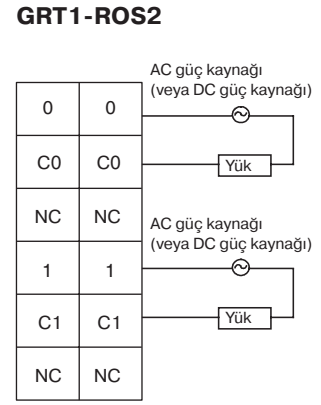 GRT1-ROS2
AC güç kaynağı
(veya DC güç kaynağı)
0 0
C0 C0
Yük
NC NC
AC güç kaynağı
(veya DC güç kaynağı)
1 1
C1 C1
Yük
NC NC